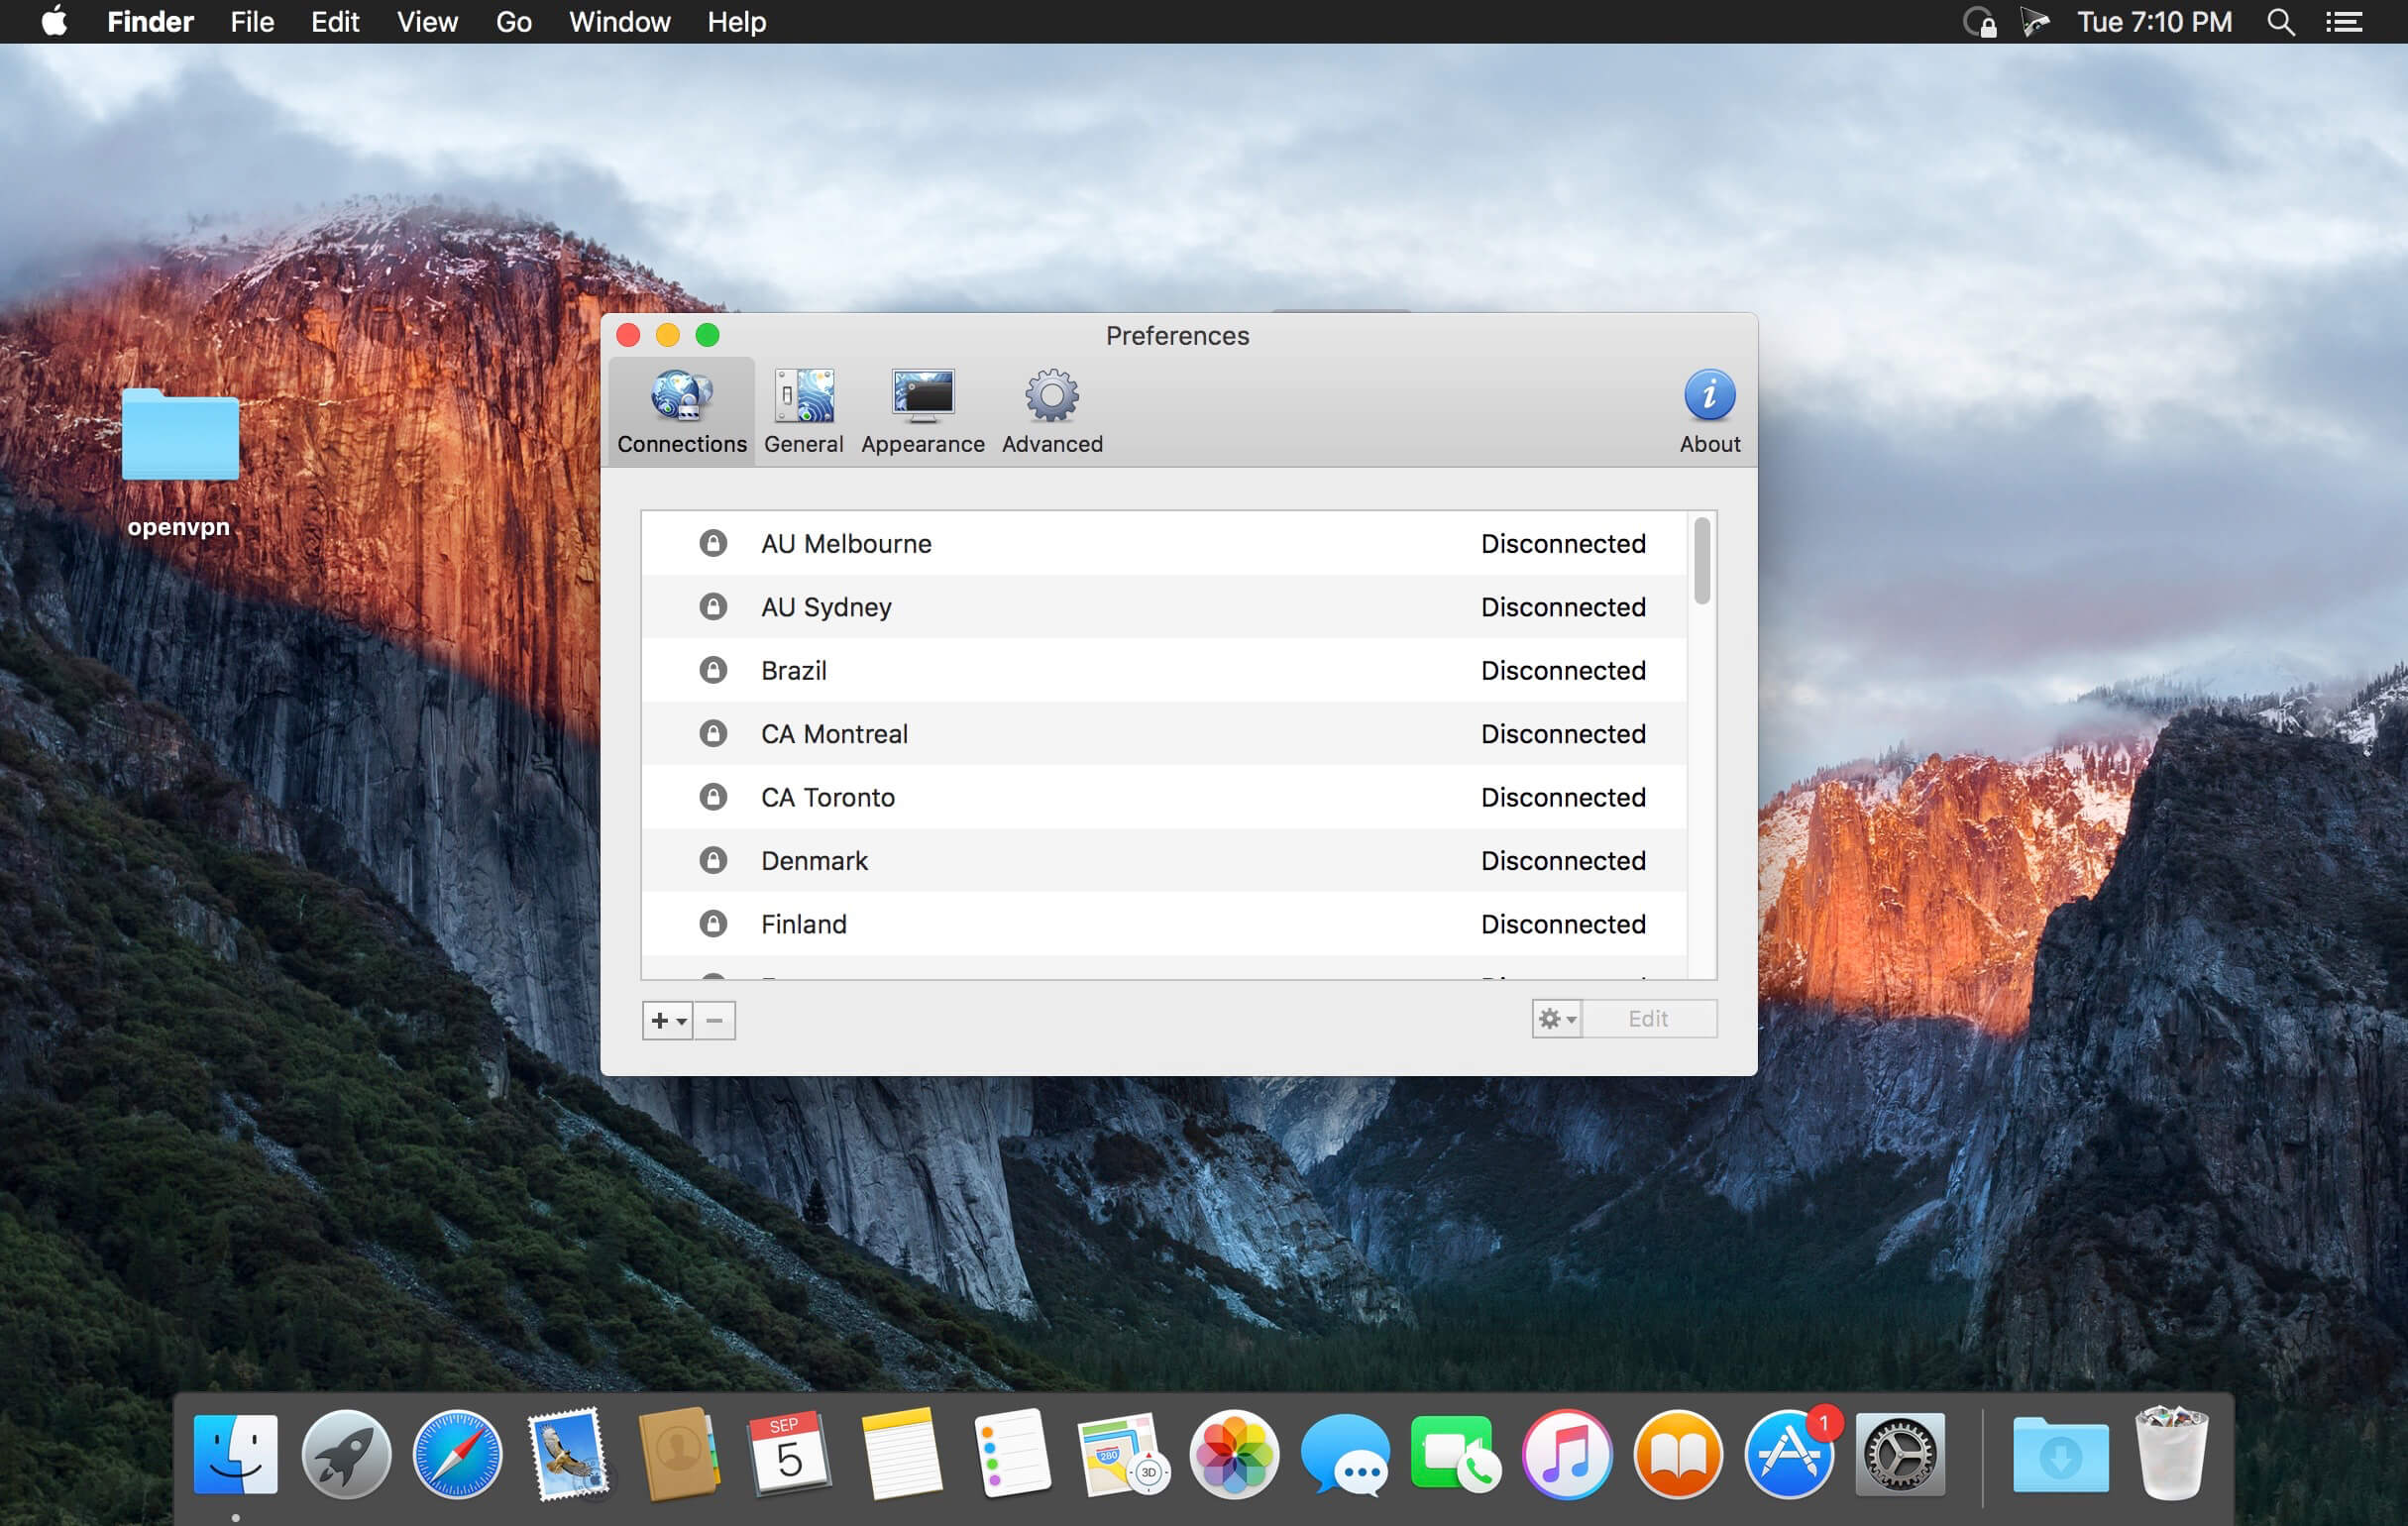 Finder File Edit View Go Window Help Tue 7:10 PM
Preferences
Connections General Appearance Advanced About
openvpn
AU Melbourne Disconnected
AU Sydney Disconnected
Brazil Disconnected
CA Montreal Disconnected
CA Toronto Disconnected
Denmark Disconnected
Finland Disconnected
+ − Edit
SEP
5
280
3D
1